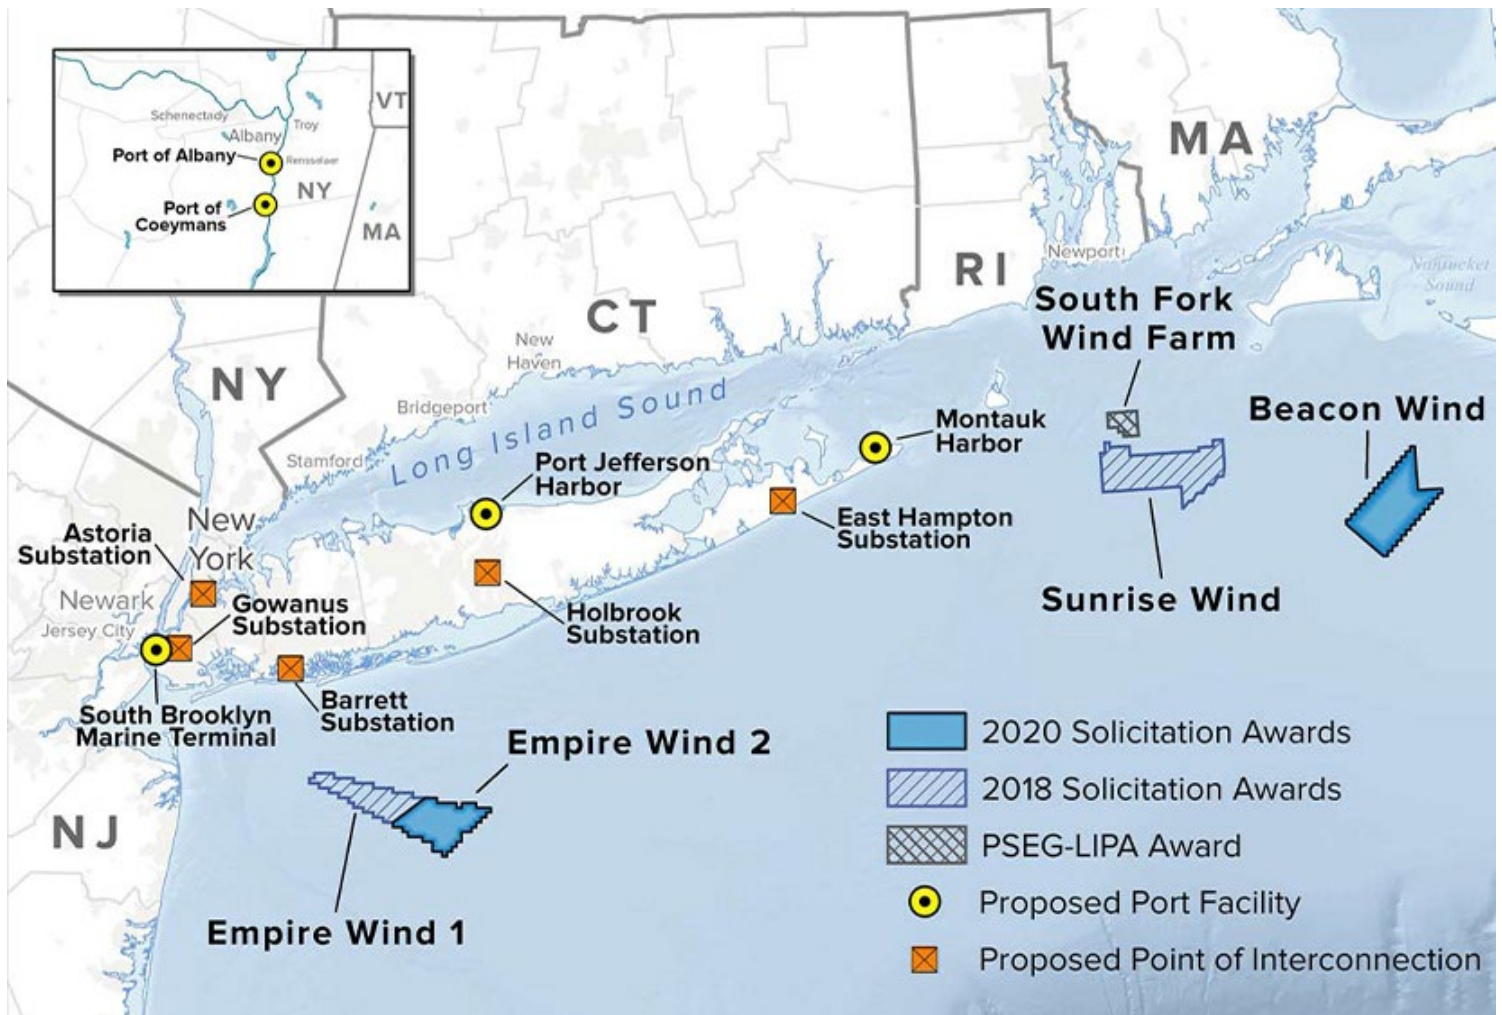 VT
Schenectady
Troy
Albany
Port of Albany
Rensselaer
NY
Port of
Coeymans
MA
MA
RI
Newport
Nantucket
Sound
CT
South Fork
Wind Farm
New
Haven
NY
Bridgeport
Long Island Sound
Beacon Wind
Montauk
Harbor
Stamford
Port Jefferson
Harbor
New
York
East Hampton
Substation
Astoria
Substation
Newark
Gowanus
Substation
Jersey City
Holbrook
Substation
Sunrise Wind
Barrett
Substation
South Brooklyn
Marine Terminal
Empire Wind 2
NJ
Empire Wind 1
2020 Solicitation Awards
2018 Solicitation Awards
PSEG-LIPA Award
Proposed Port Facility
Proposed Point of Interconnection